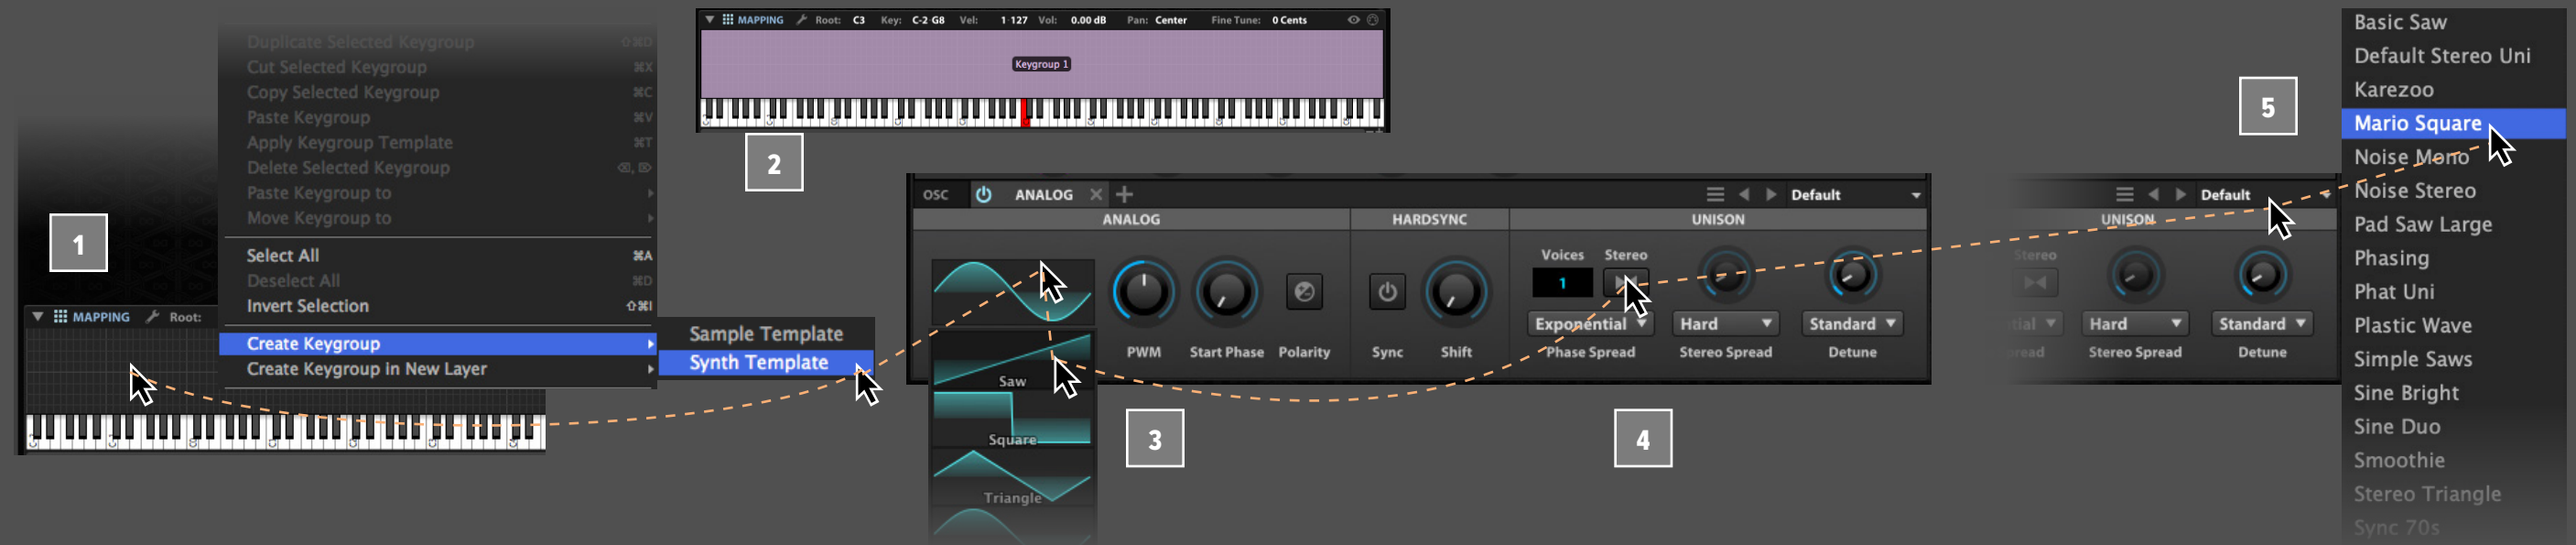 1
Duplicate Selected Keygroup ⇧⌘D
Cut Selected Keygroup ⌘X
Copy Selected Keygroup ⌘C
Paste Keygroup ⌘V
Apply Keygroup Template ⌘T
Delete Selected Keygroup ⌫, ⌦
Paste Keygroup to
Move Keygroup to
Select All ⌘A
Deselect All ⌘D
Invert Selection ⇧⌘I
Create Keygroup
Create Keygroup in New Layer
Sample Template
Synth Template
MAPPING Root:
2
MAPPING Root: C3 Key: C-2 G8 Vel: 1 127 Vol: 0.00 dB Pan: Center Fine Tune: 0 Cents
Keygroup 1
3
OSC ANALOG Default
ANALOG HARDSYNC UNISON
Voices Stereo
1
Exponential Hard Standard
PWM Start Phase Polarity Sync Shift Phase Spread Stereo Spread Detune
Saw
Square
Triangle
4
Default
UNISON
Stereo
Hard Standard
Stereo Spread Detune
5
Basic Saw
Default Stereo Uni
Karezoo
Mario Square
Noise Mono
Noise Stereo
Pad Saw Large
Phasing
Phat Uni
Plastic Wave
Simple Saws
Sine Bright
Sine Duo
Smoothie
Stereo Triangle
Sync 70s